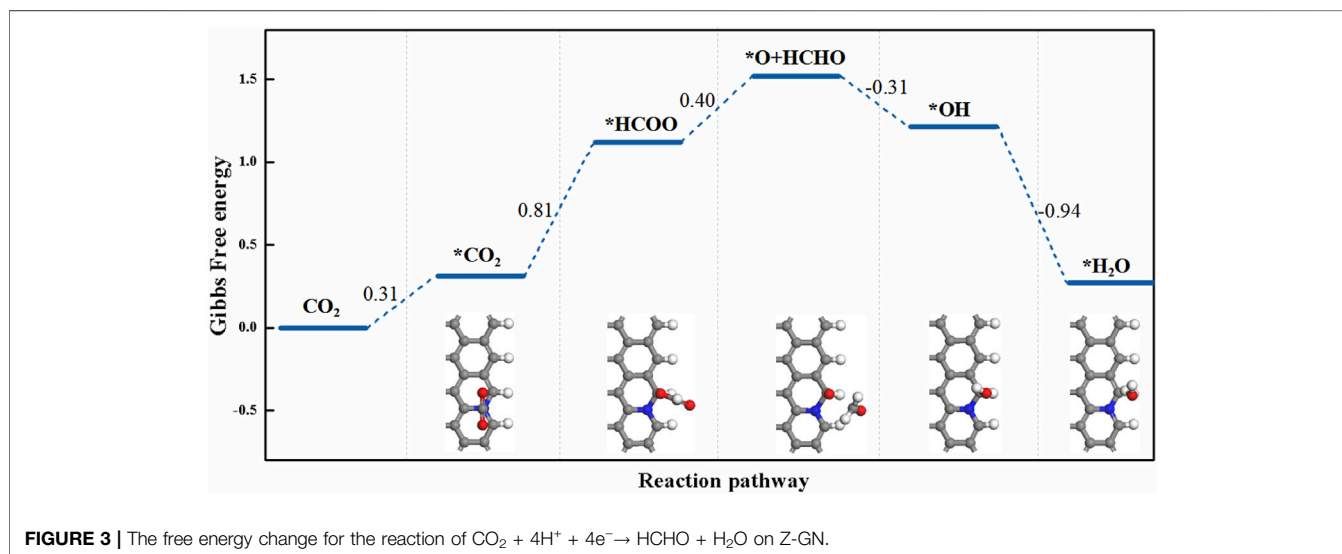 *O+HCHO
1.5
-0.31
0.40
*HCOO
*OH
1.0
0.81
-0.94
0.5
*CO₂
*H₂O
CO₂
0.31
0.0
-0.5
Gibbs Free energy
Reaction pathway
FIGURE 3 | The free energy change for the reaction of CO₂ + 4H⁺ + 4e⁻→ HCHO + H₂O on Z-GN.